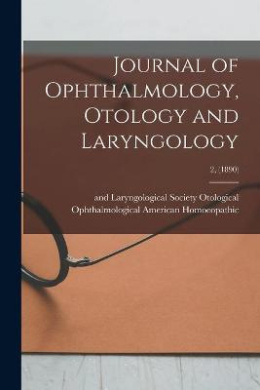 Journal of
Ophthalmology,
Otology and
Laryngology
2, (1890)
and Laryngological Society Otological
Ophthalmological American Homoeopathic